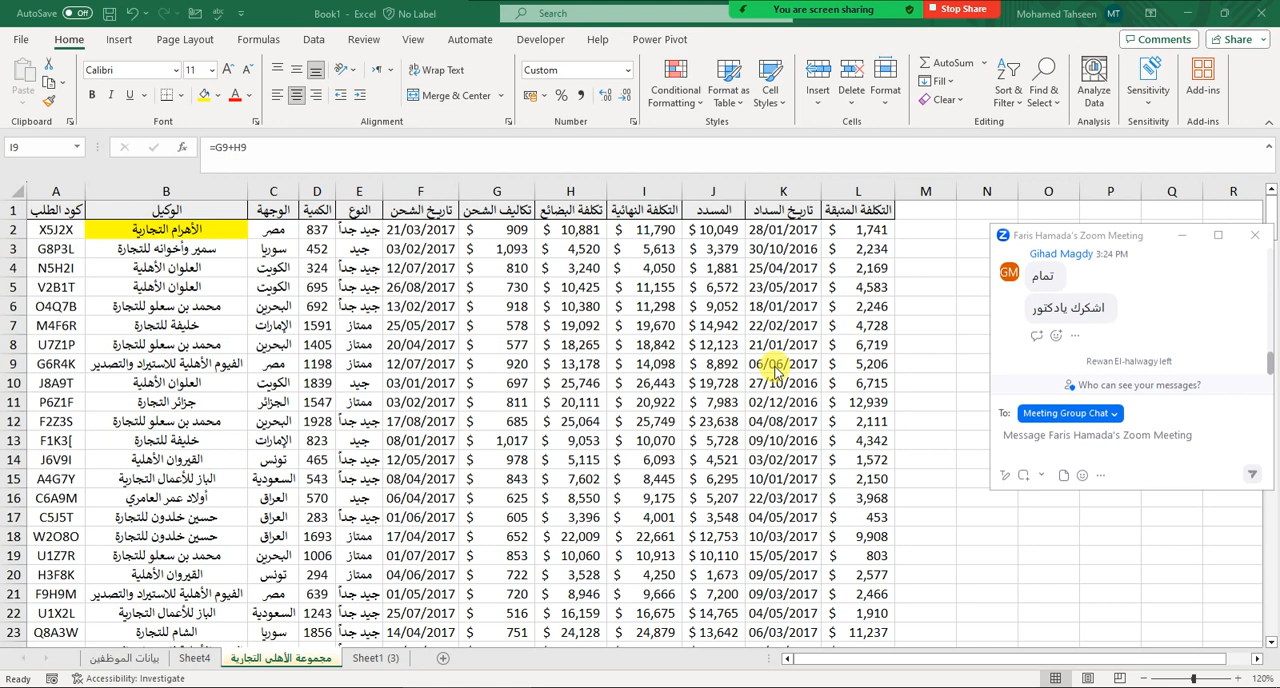 AutoSave Off Book1 - Excel No Label Search You are screen sharing Stop Share Mohamed Tahseen MT
File Home Insert Page Layout Formulas Data Review View Automate Developer Help Power Pivot Comments Share
Calibri 11 Wrap Text Custom AutoSum
Paste B I U Merge & Center Conditional Formatting Format as Table Cell Styles Insert Delete Format Fill Clear Sort & Filter Find & Select Analyze Data Sensitivity Add-ins
Clipboard Font Alignment Number Styles Cells Editing Analysis Sensitivity Add-ins
I9 fx =G9+H9
A B C D E F G H I J K L M N O P Q R
1 كود الطلب الوكيل الوجهة الكمية النوع تاريخ الشحن تكاليف الشحن تكلفة البضائع التكلفة النهائية المسدد تاريخ السداد التكلفة المتبقة
2 X5J2X الأهرام التجارية مصر 837 جيد جداً 21/03/2017 $ 909 $ 10,881 $ 11,790 $ 10,049 28/01/2017 $ 1,741
3 G8P3L سمير وأخوانه للتجارة سوريا 452 جيد 03/02/2017 $ 1,093 $ 4,520 $ 5,613 $ 3,379 30/10/2016 $ 2,234
4 N5H2I العلوان الأهلية الكويت 324 جيد جداً 12/07/2017 $ 810 $ 3,240 $ 4,050 $ 1,881 25/04/2017 $ 2,169
5 V2B1T العلوان الأهلية الكويت 730 جيد جداً 26/08/2017 $ 730 $ 10,425 $ 11,155 $ 6,572 23/05/2017 $ 4,583
6 O4Q7B محمد بن سعلو للتجارة البحرين 692 جيد جداً 13/02/2017 $ 918 $ 10,380 $ 11,298 $ 9,052 18/01/2017 $ 2,246
7 M4F6R خليفة للتجارة الإمارات 1591 ممتاز 25/05/2017 $ 578 $ 19,092 $ 19,670 $ 14,942 22/02/2017 $ 4,728
8 U7Z1P محمد بن سعلو للتجارة البحرين 1405 ممتاز 20/04/2017 $ 577 $ 18,265 $ 18,842 $ 12,123 21/01/2017 $ 6,719
9 G6R4K الفيوم الأهلية للاستيراد والتصدير مصر 1198 ممتاز 12/07/2017 $ 920 $ 13,178 $ 14,098 $ 8,892 06/06/2017 $ 5,206
10 J8A9T العلوان الأهلية الكويت 1839 جيد 03/01/2017 $ 697 $ 25,746 $ 26,443 $ 19,728 27/10/2016 $ 6,715
11 P6Z1F جزائر التجارة الجزائر 1547 ممتاز 03/02/2017 $ 811 $ 20,111 $ 20,922 $ 7,983 02/12/2016 $ 12,939
12 F2Z3S محمد بن سعلو للتجارة البحرين 1928 جيد جداً 17/08/2017 $ 685 $ 25,064 $ 25,749 $ 23,638 04/08/2017 $ 2,111
13 F1K3[ خليفة للتجارة الإمارات 832 جيد 08/01/2017 $ 1,017 $ 9,053 $ 10,070 $ 5,728 09/10/2016 $ 4,342
14 J6V9I القيروان الأهلية تونس 465 جيد جداً 12/05/2017 $ 978 $ 5,115 $ 6,093 $ 4,521 03/02/2017 $ 1,572
15 A4G7Y الباز للأعمال التجارية السعودية 543 جيد جداً 08/04/2017 $ 843 $ 7,602 $ 8,445 $ 6,295 10/01/2017 $ 2,150
16 C6A9M أولاد عمر العامري العراق 570 جيد 06/04/2017 $ 625 $ 8,550 $ 9,175 $ 5,207 22/03/2017 $ 3,968
17 C5J5T حسين خلدون للتجارة العراق 283 جيد جداً 01/06/2017 $ 605 $ 3,396 $ 4,001 $ 3,548 04/05/2017 $ 453
18 W2O8O حسين خلدون للتجارة العراق 1693 ممتاز 17/04/2017 $ 652 $ 22,009 $ 22,661 $ 12,753 10/03/2017 $ 9,908
19 U1Z7R محمد بن سعلو للتجارة البحرين 1006 ممتاز 01/07/2017 $ 853 $ 10,060 $ 10,913 $ 10,110 15/05/2017 $ 803
20 H3F8K القيروان الأهلية تونس 294 ممتاز 04/06/2017 $ 722 $ 3,528 $ 4,250 $ 1,673 09/05/2017 $ 2,577
21 F9H9M الفيوم الأهلية للاستيراد والتصدير مصر 639 جيد جداً 01/05/2017 $ 720 $ 8,946 $ 9,666 $ 7,200 09/03/2017 $ 2,466
22 U1X2L الباز للأعمال التجارية السعودية 1243 جيد جداً 25/07/2017 $ 516 $ 16,159 $ 16,675 $ 14,765 04/05/2017 $ 1,910
23 Q8A3W الشام للتجارة سوريا 1856 جيد جداً 14/04/2017 $ 751 $ 24,128 $ 24,879 $ 13,642 06/03/2017 $ 11,237
Faris Hamada's Zoom Meeting
Gihad Magdy 3:24 PM
GM تمام
اشكرك يادكتور
Rewan El-halwagy left
Who can see your messages?
To: Meeting Group Chat
Message Faris Hamada's Zoom Meeting
بيانات الموظفين Sheet4 مجموعة الأهلي التجارية Sheet1 (3)
Ready Accessibility: Investigate 120%